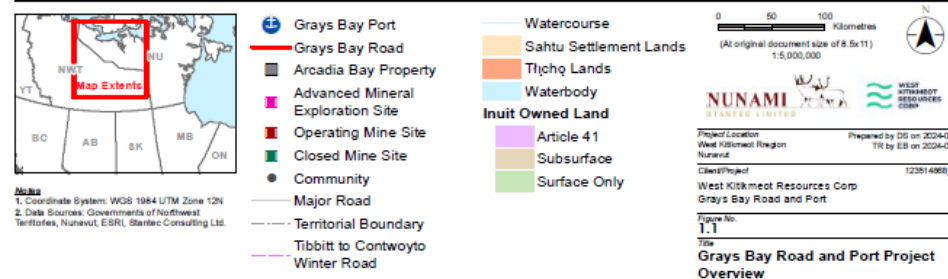 NWT
NU
Map Extents
YT
BC
AB
SK
MB
ON
Notes
1. Coordinate System: WGS 1984 UTM Zone 12N
2. Data Sources: Governments of Northwest
Territories, Nunavut, ESRI, Stantec Consulting Ltd.
Grays Bay Port
Grays Bay Road
Arcadia Bay Property
Advanced Mineral
Exploration Site
Operating Mine Site
Closed Mine Site
Community
Major Road
Territorial Boundary
Tibbitt to Contwoyto
Winter Road
Watercourse
Sahtu Settlement Lands
Tłı̨chǫ Lands
Waterbody
Inuit Owned Land
Article 41
Subsurface
Surface Only
0 50 100
Kilometres
(At original document size of 8.5x11)
1:5,000,000
N
NUNAMI
STANTEC LIMITED
WEST
KITIKMEOT
RESOURCES
CORP
Project Location
West Kitikmeot Rregion
Nunavut
Prepared by DS on 2024-0
TR by EB on 2024-0
Client/Project
West Kitikmeot Resources Corp
Grays Bay Road and Port
Figure No.
1.1
Title
Grays Bay Road and Port Project
Overview